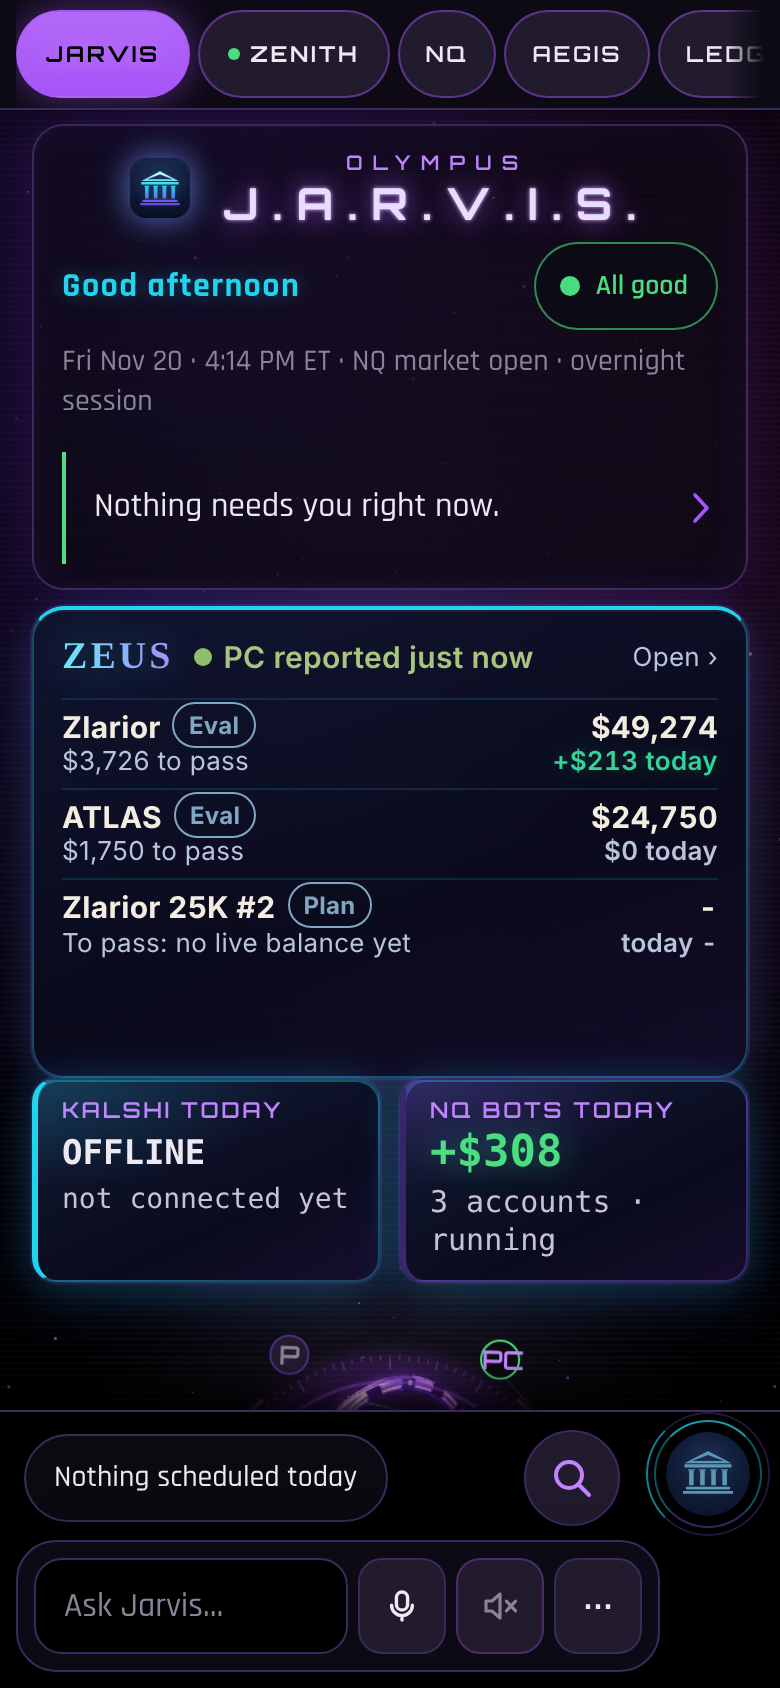 JARVIS
ZENITH
NQ
AEGIS
OLYMPUS
J.A.R.V.I.S.
Good afternoon
All good
Fri Nov 20 · 4:14 PM ET · NQ market open · overnight
session
Nothing needs you right now.
ZEUS
PC reported just now
Open ›
Zlarior
Eval
$49,274
$3,726 to pass
+$213 today
ATLAS
Eval
$24,750
$1,750 to pass
$0 today
Zlarior 25K #2
Plan
-
To pass: no live balance yet
today -
KALSHI TODAY
OFFLINE
not connected yet
NQ BOTS TODAY
+$308
3 accounts ·
running
P
PC
Nothing scheduled today
Ask Jarvis...